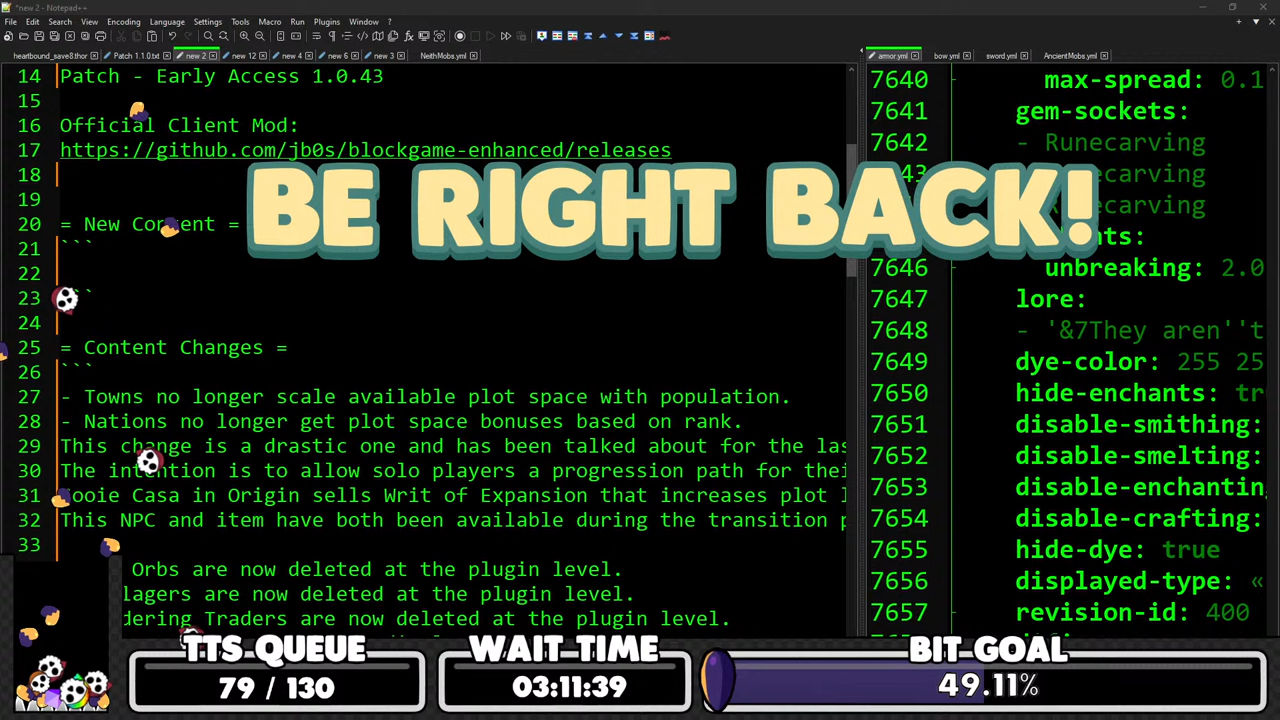 *new 2 - Notepad++
File Edit Search View Encoding Language Settings Tools Macro Run Plugins Window ?
heartbound_save8.thor Patch 1.1.0.txt new 2 new 12 new 4 new 6 new 3 NeithMobs.yml
armor.yml bow.yml sword.yml AncientMobs.yml
14 Patch - Early Access 1.0.43
15
16 Official Client Mod:
17 https://github.com/jb0s/blockgame-enhanced/releases
18
19
20 = New Content =
21 ```
22
23
24
25 = Content Changes =
26 ```
27 - Towns no longer scale available plot space with population.
28 - Nations no longer get plot space bonuses based on rank.
29 This change is a drastic one and has been talked about for the las
30 The intention is to allow solo players a progression path for thei
31 ooie Casa in Origin sells Writ of Expansion that increases plot l
32 This NPC and item have both been available during the transition p
33
Orbs are now deleted at the plugin level.
lagers are now deleted at the plugin level.
dering Traders are now deleted at the plugin level.
7640 max-spread: 0.1
7641 gem-sockets:
7642 - Runecarving
43 ecarving
ecarving
nts:
7646 unbreaking: 2.0
7647 lore:
7648 - '&7They aren''t
7649 dye-color: 255 25
7650 hide-enchants: tr
7651 disable-smithing:
7652 disable-smelting:
7653 disable-enchantin
7654 disable-crafting:
7655 hide-dye: true
7656 displayed-type: «
7657 revision-id: 400
BE RIGHT BACK!
TTS QUEUE
79 / 130
WAIT TIME
03:11:39
BIT GOAL
49.11%